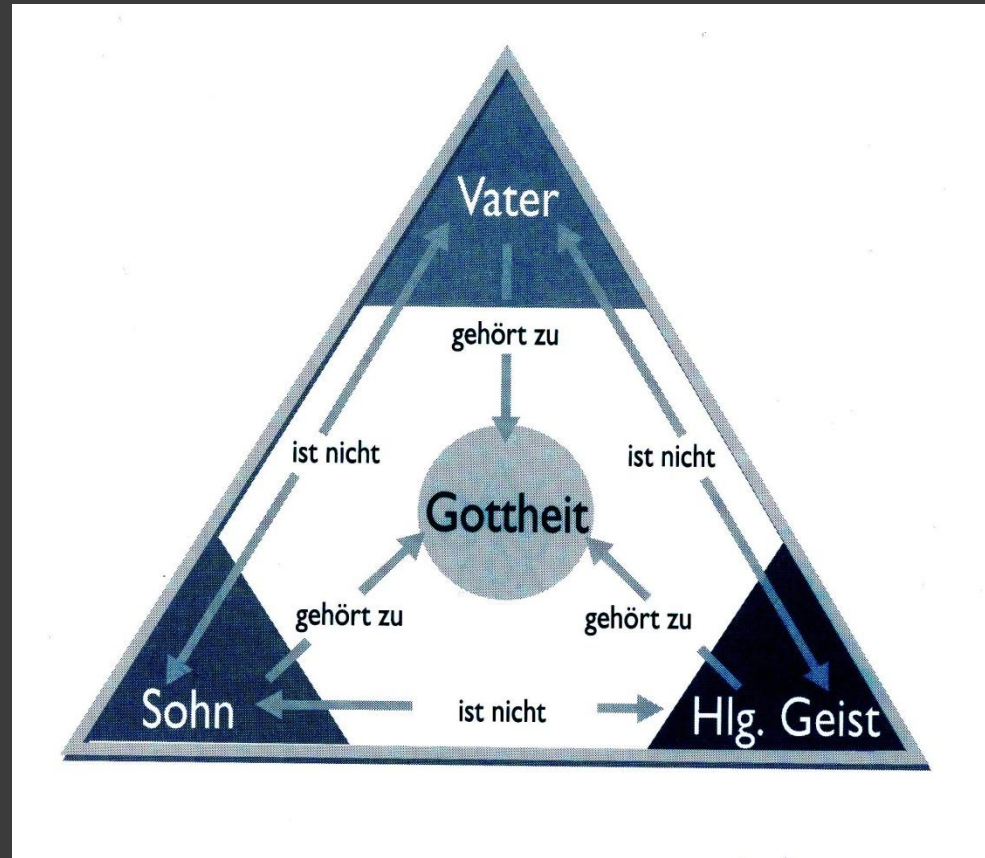 Vater
gehört zu
ist nicht
ist nicht
Gottheit
gehört zu
gehört zu
Sohn
ist nicht
Hlg. Geist